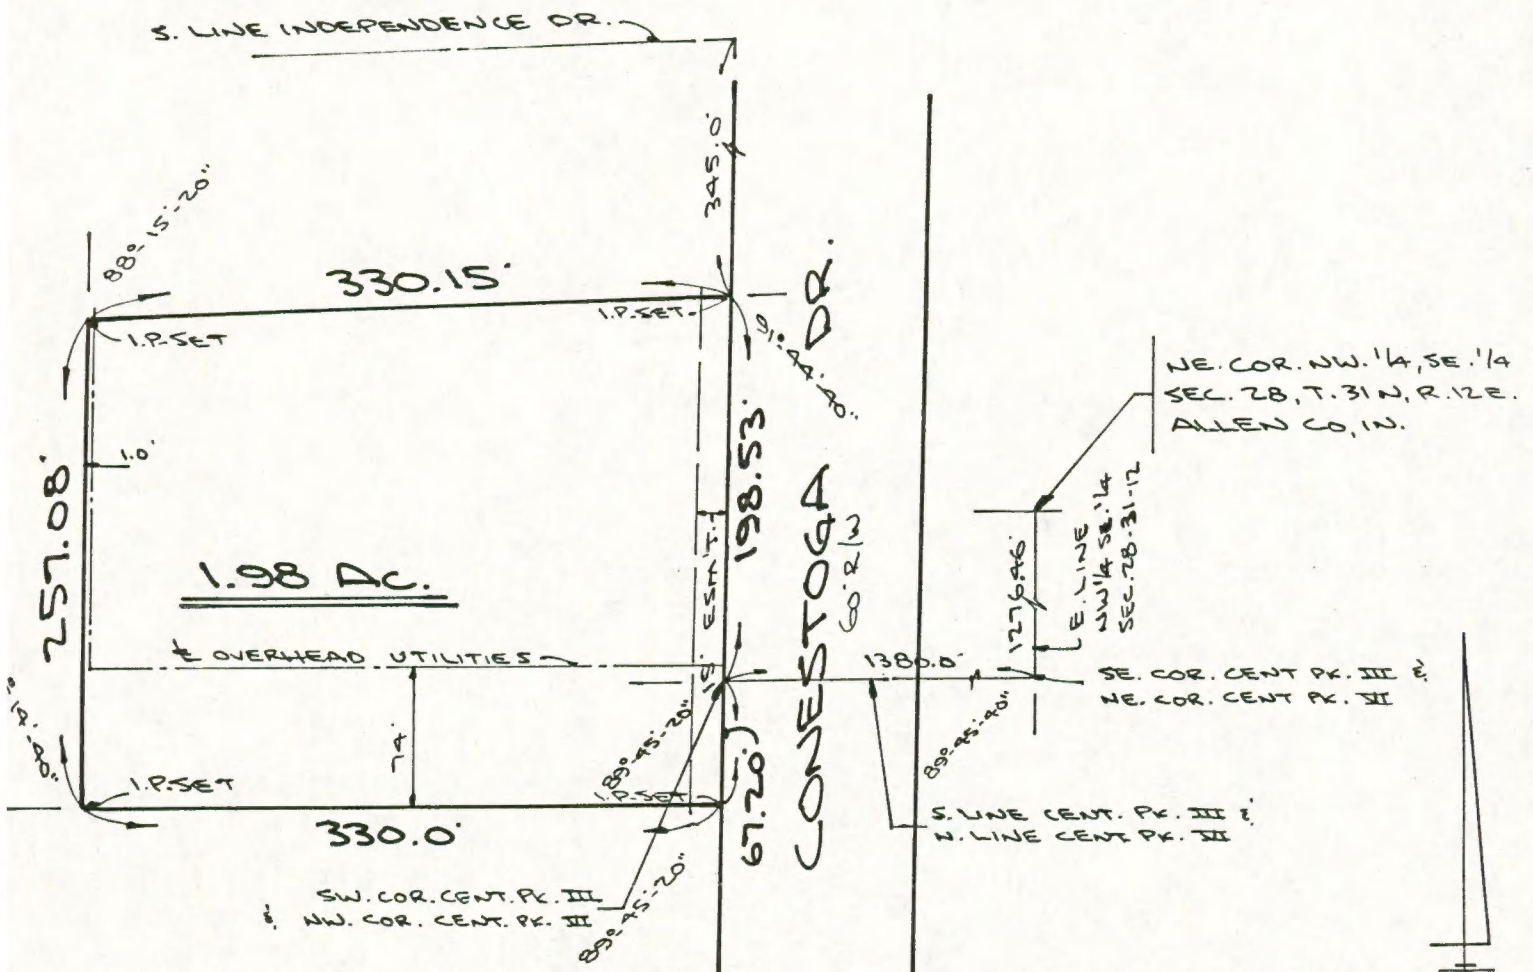 S. LINE INDEPENDENCE DR.
345.0'
88°-15'-20"
330.15'
I.P. SET
I.P. SET
CONESTOGA DR.
60' R/W
NE. COR. NW. 1/4, SE. 1/4
SEC. 28, T. 31 N, R. 12 E.
ALLEN CO, IN.
257.08'
1.0'
198.53'
15' ESM'T.
1.98 AC.
℄ OVERHEAD UTILITIES
1276.46'
E. LINE
NW 1/4 SE. 1/4
SEC. 28-31-12
1380.0'
SE. COR. CENT PK. III &
NE. COR. CENT PK. VI
74'
89°-45'-20"
89°-45'-40"
I.P. SET
I.P. SET
67.20'
330.0'
S. LINE CENT. PK. III &
N. LINE CENT PK. VI
SW. COR. CENT. PK. III
& NW. COR. CENT. PK. VI
89°-45'-20"